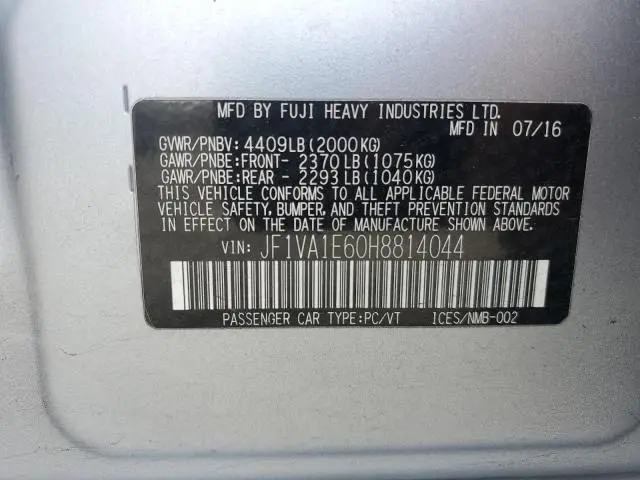 MFD BY FUJI HEAVY INDUSTRIES LTD.
MFD IN 07/16
GVWR/PNBV: 4409LB(2000KG)
GAWR/PNBE:FRONT- 2370LB(1075KG)
GAWR/PNBE:REAR - 2293LB(1040KG)
THIS VEHICLE CONFORMS TO ALL APPLICABLE FEDERAL MOTOR
VEHICLE SAFETY, BUMPER, AND THEFT PREVENTION STANDARDS
IN EFFECT ON THE DATE OF MANUFACTURE SHOWN ABOVE.
VIN: JF1VA1E60H8814044
PASSENGER CAR TYPE:PC/VT ICES/NMB-002